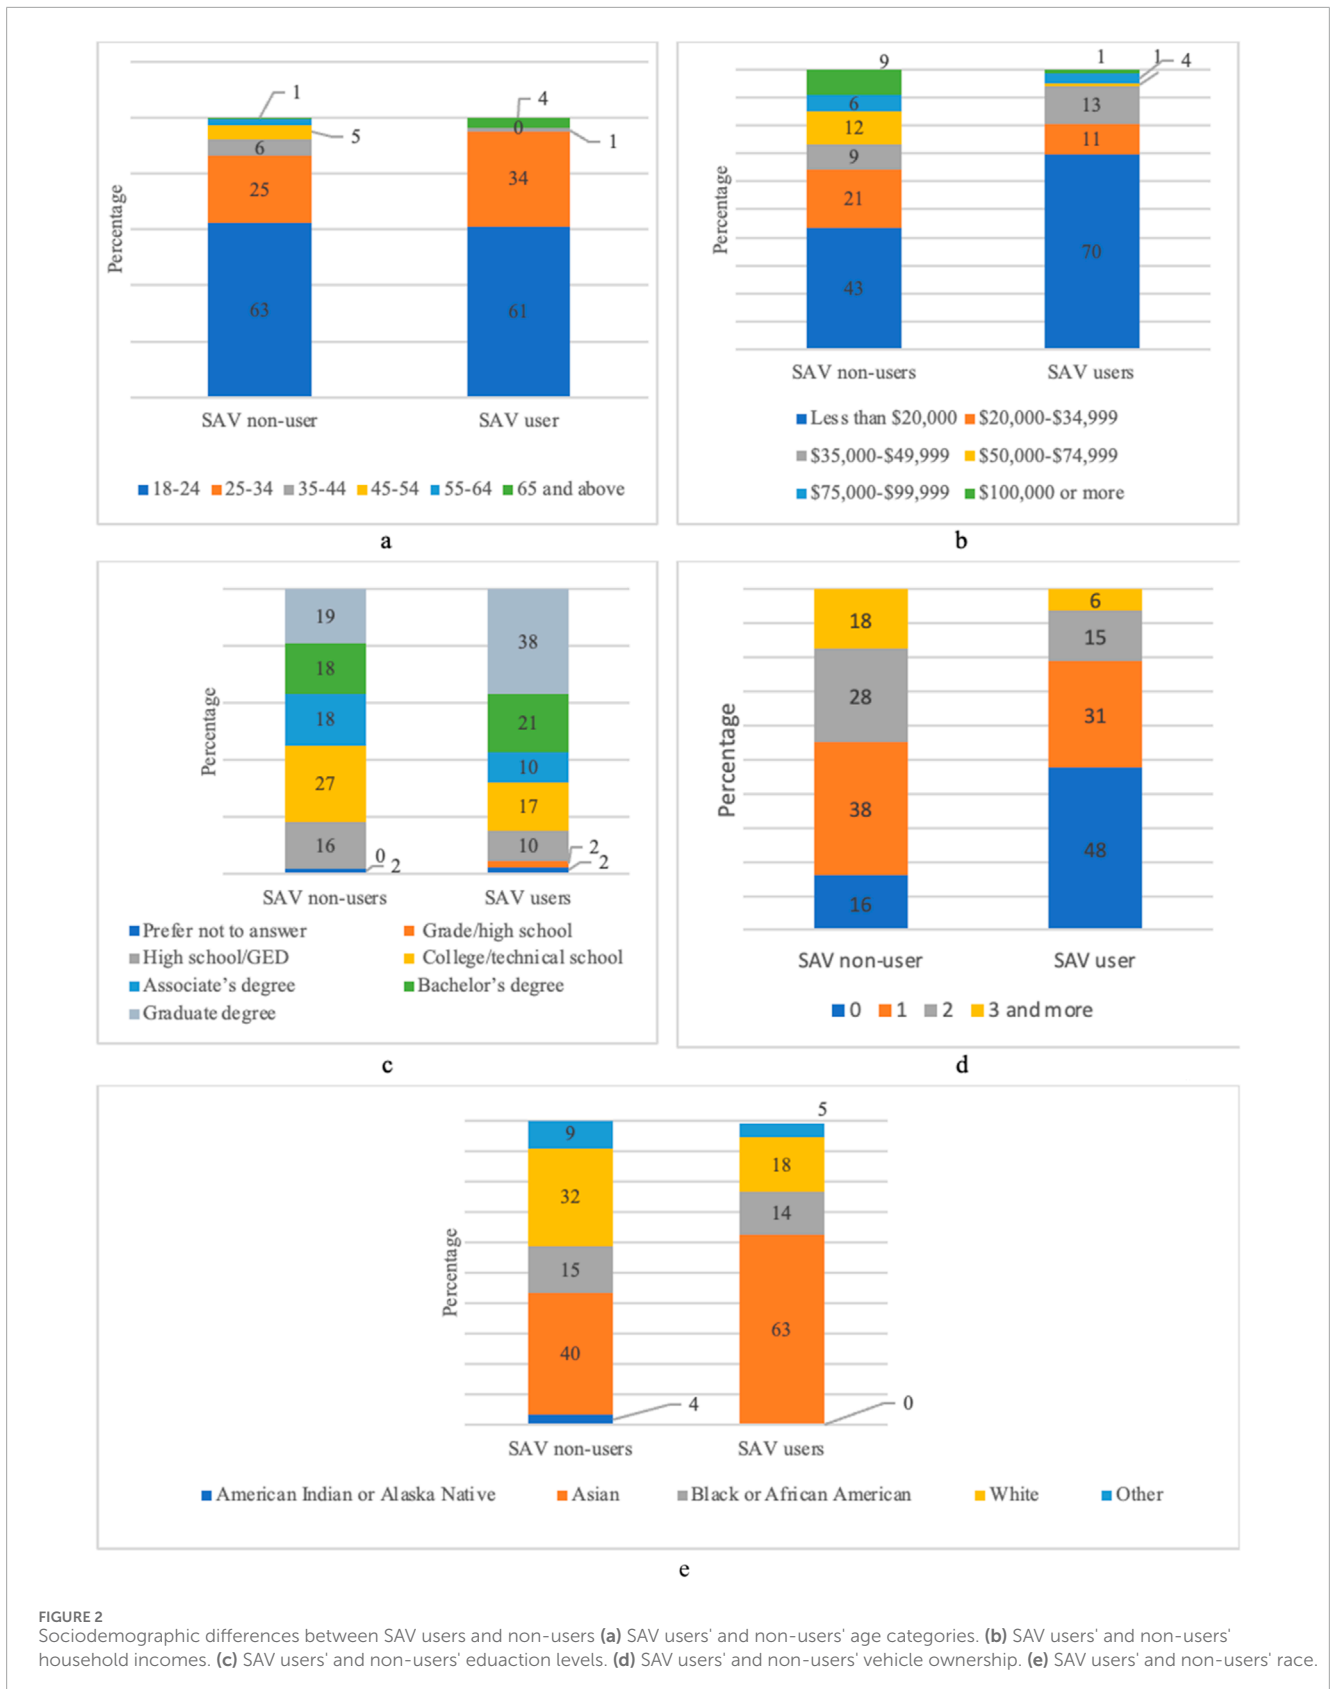 1
5
6
25
63
4
0
1
34
61
Percentage
SAV non-user
SAV user
18-24 25-34 35-44 45-54 55-64 65 and above
a
9
6
12
9
21
43
1
1
4
13
11
70
Percentage
SAV non-users
SAV users
Less than $20,000 $20,000-$34,999
$35,000-$49,999 $50,000-$74,999
$75,000-$99,999 $100,000 or more
b
19
18
18
27
16
0
2
38
21
10
17
10
2
2
Percentage
SAV non-users
SAV users
Prefer not to answer Grade/high school
High school/GED College/technical school
Associate's degree Bachelor's degree
Graduate degree
c
18
28
38
16
6
15
31
48
Percentage
SAV non-user
SAV user
0 1 2 3 and more
d
9
32
15
40
4
5
18
14
63
0
Percentage
SAV non-users
SAV users
American Indian or Alaska Native Asian Black or African American White Other
e
FIGURE 2
Sociodemographic differences between SAV users and non-users (a) SAV users' and non-users' age categories. (b) SAV users' and non-users'
household incomes. (c) SAV users' and non-users' eduaction levels. (d) SAV users' and non-users' vehicle ownership. (e) SAV users' and non-users' race.